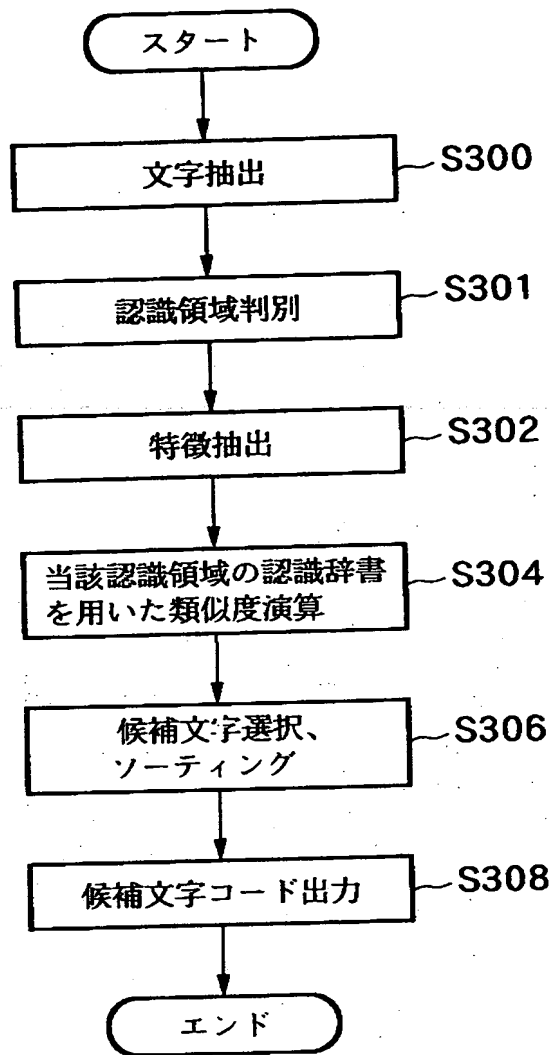 スタート
文字抽出
S300
認識領域判別
S301
特徴抽出
S302
当該認識領域の認識辞書
を用いた類似度演算
S304
候補文字選択、
ソーティング
S306
候補文字コード出力
S308
エンド